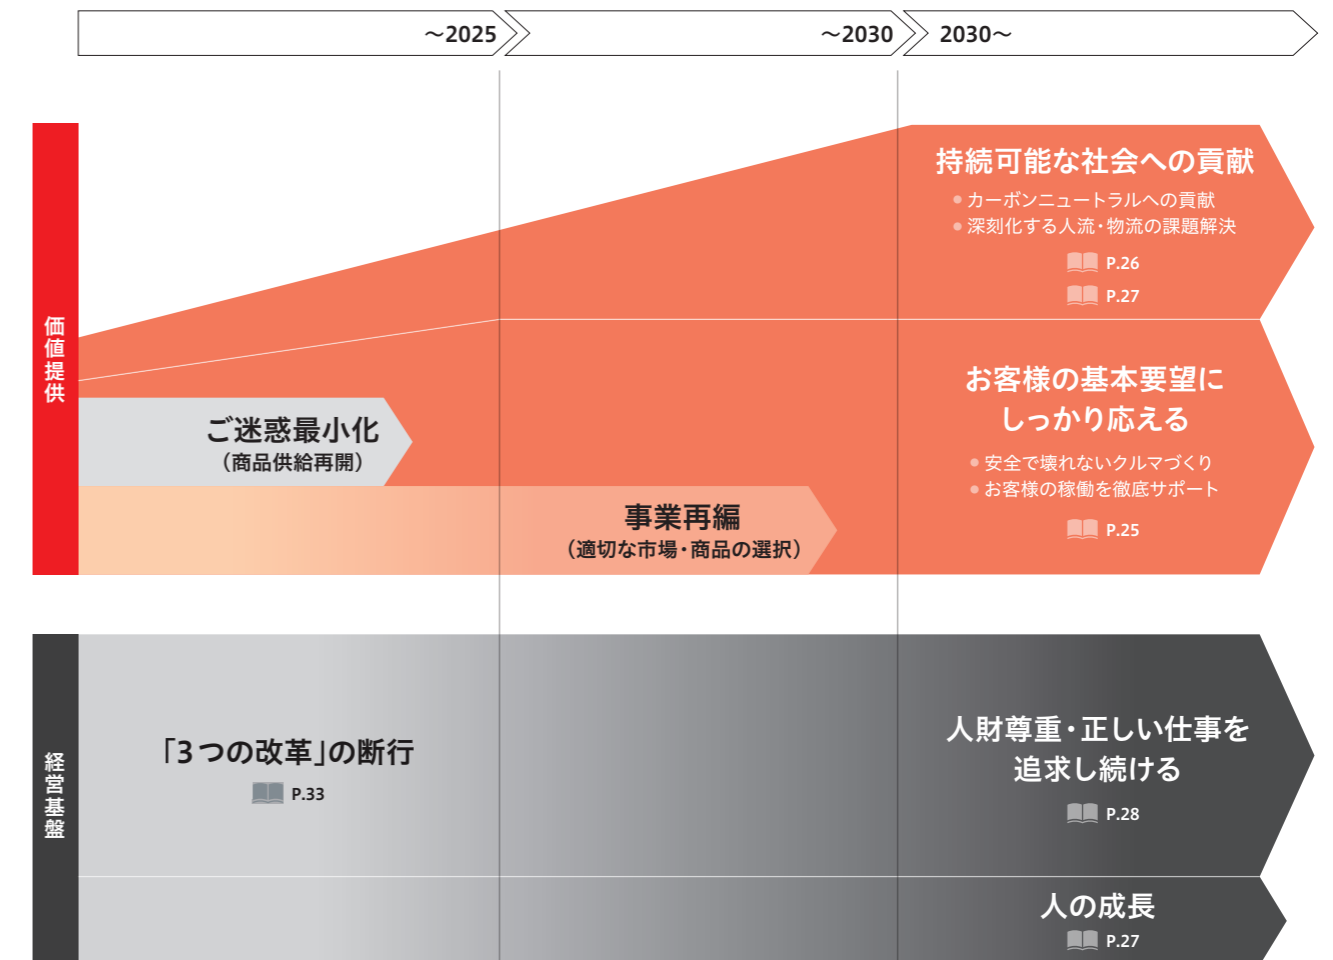 ～2025
～2030
2030～
価値提供
持続可能な社会への貢献
●カーボンニュートラルへの貢献
●深刻化する人流・物流の課題解決
P.26
P.27
お客様の基本要望に
しっかり応える
●安全で壊れないクルマづくり
●お客様の稼働を徹底サポート
P.25
ご迷惑最小化
（商品供給再開）
事業再編
（適切な市場・商品の選択）
経営基盤
「3つの改革」の断行
P.33
人財尊重・正しい仕事を
追求し続ける
P.28
人の成長
P.27